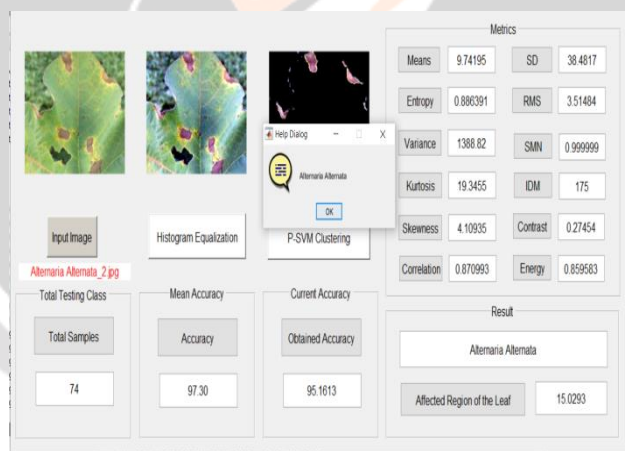 Metrics
Means 9.74195 SD 38.4817
Entropy 0.886391 RMS 3.51484
Help Dialog
Variance 1388.82 SMN 0.999999
Alternaria Alternata
Kurtosis 19.3455 IDM 175
OK
Skewness 4.10935 Contrast 0.27454
Input Image Histogram Equalization P-SVM Clustering
Correlation 0.870993 Energy 0.859583
Alternaria Alternata_2.jpg
Total Testing Class Mean Accuracy Current Accuracy
Result
Total Samples Accuracy Obtained Accuracy
Alternaria Alternata
74 97.30 95.1613
Affected Region of the Leaf 15.0293